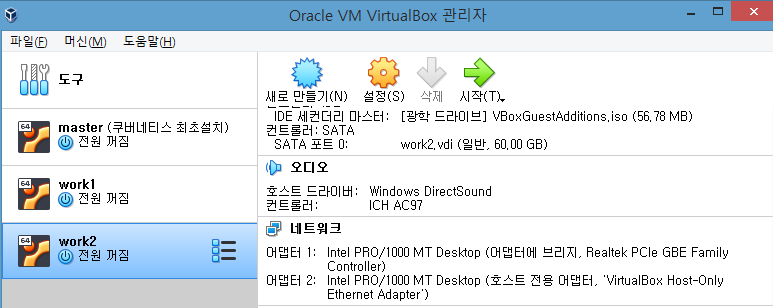 Oracle VM VirtualBox 관리자
파일(F) 머신(M) 도움말(H)
도구
새로 만들기(N) 설정(S) 삭제 시작(T)
64
master (쿠버네티스 최초설치)
전원 꺼짐
64
work1
전원 꺼짐
64
work2
전원 꺼짐
IDE 세컨더리 마스터: [광학 드라이브] VBoxGuestAdditions.iso (56.78 MB)
컨트롤러: SATA
SATA 포트 0: work2.vdi (일반, 60.00 GB)
오디오
호스트 드라이버: Windows DirectSound
컨트롤러: ICH AC97
네트워크
어댑터 1: Intel PRO/1000 MT Desktop (어댑터에 브리지, Realtek PCIe GBE Family
Controller)
어댑터 2: Intel PRO/1000 MT Desktop (호스트 전용 어댑터, 'VirtualBox Host-Only
Ethernet Adapter')